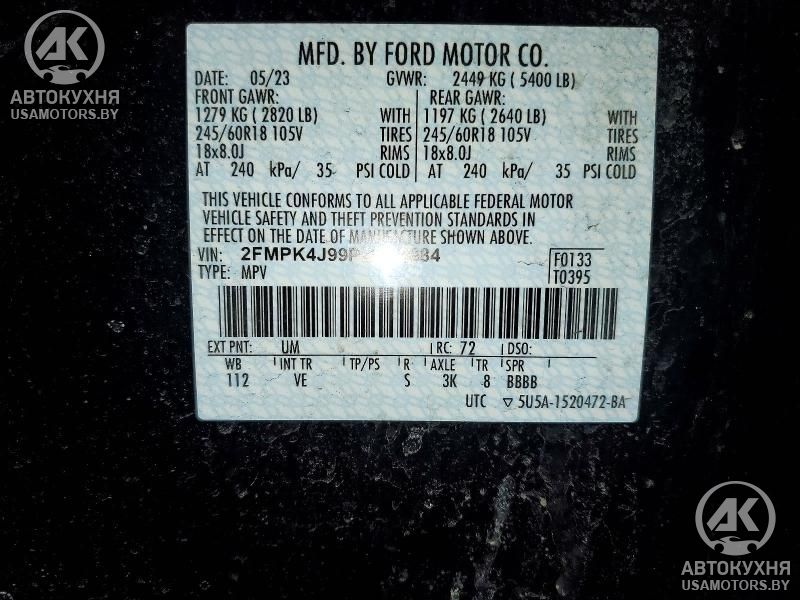 AK
АВТОКУХНЯ
USAMOTORS.BY
MFD. BY FORD MOTOR CO.
DATE: 05/23 GVWR: 2449 KG ( 5400 LB)
FRONT GAWR: REAR GAWR:
1279 KG ( 2820 LB) WITH 1197 KG ( 2640 LB) WITH
245/60R18 105V TIRES 245/60R18 105V TIRES
18x8.0J RIMS 18x8.0J RIMS
AT 240 kPa/ 35 PSI COLD AT 240 kPa/ 35 PSI COLD
THIS VEHICLE CONFORMS TO ALL APPLICABLE FEDERAL MOTOR
VEHICLE SAFETY AND THEFT PREVENTION STANDARDS IN
EFFECT ON THE DATE OF MANUFACTURE SHOWN ABOVE.
VIN: F0133
TYPE: MPV T0395
EXT PNT: UM RC: 72 DSO:
WB INT TR TP/PS R AXLE TR SPR
112 VE S 3K 8 BBBB
UTC ▽ 5U5A-1520472-BA
AK
АВТОКУХНЯ
USAMOTORS.BY